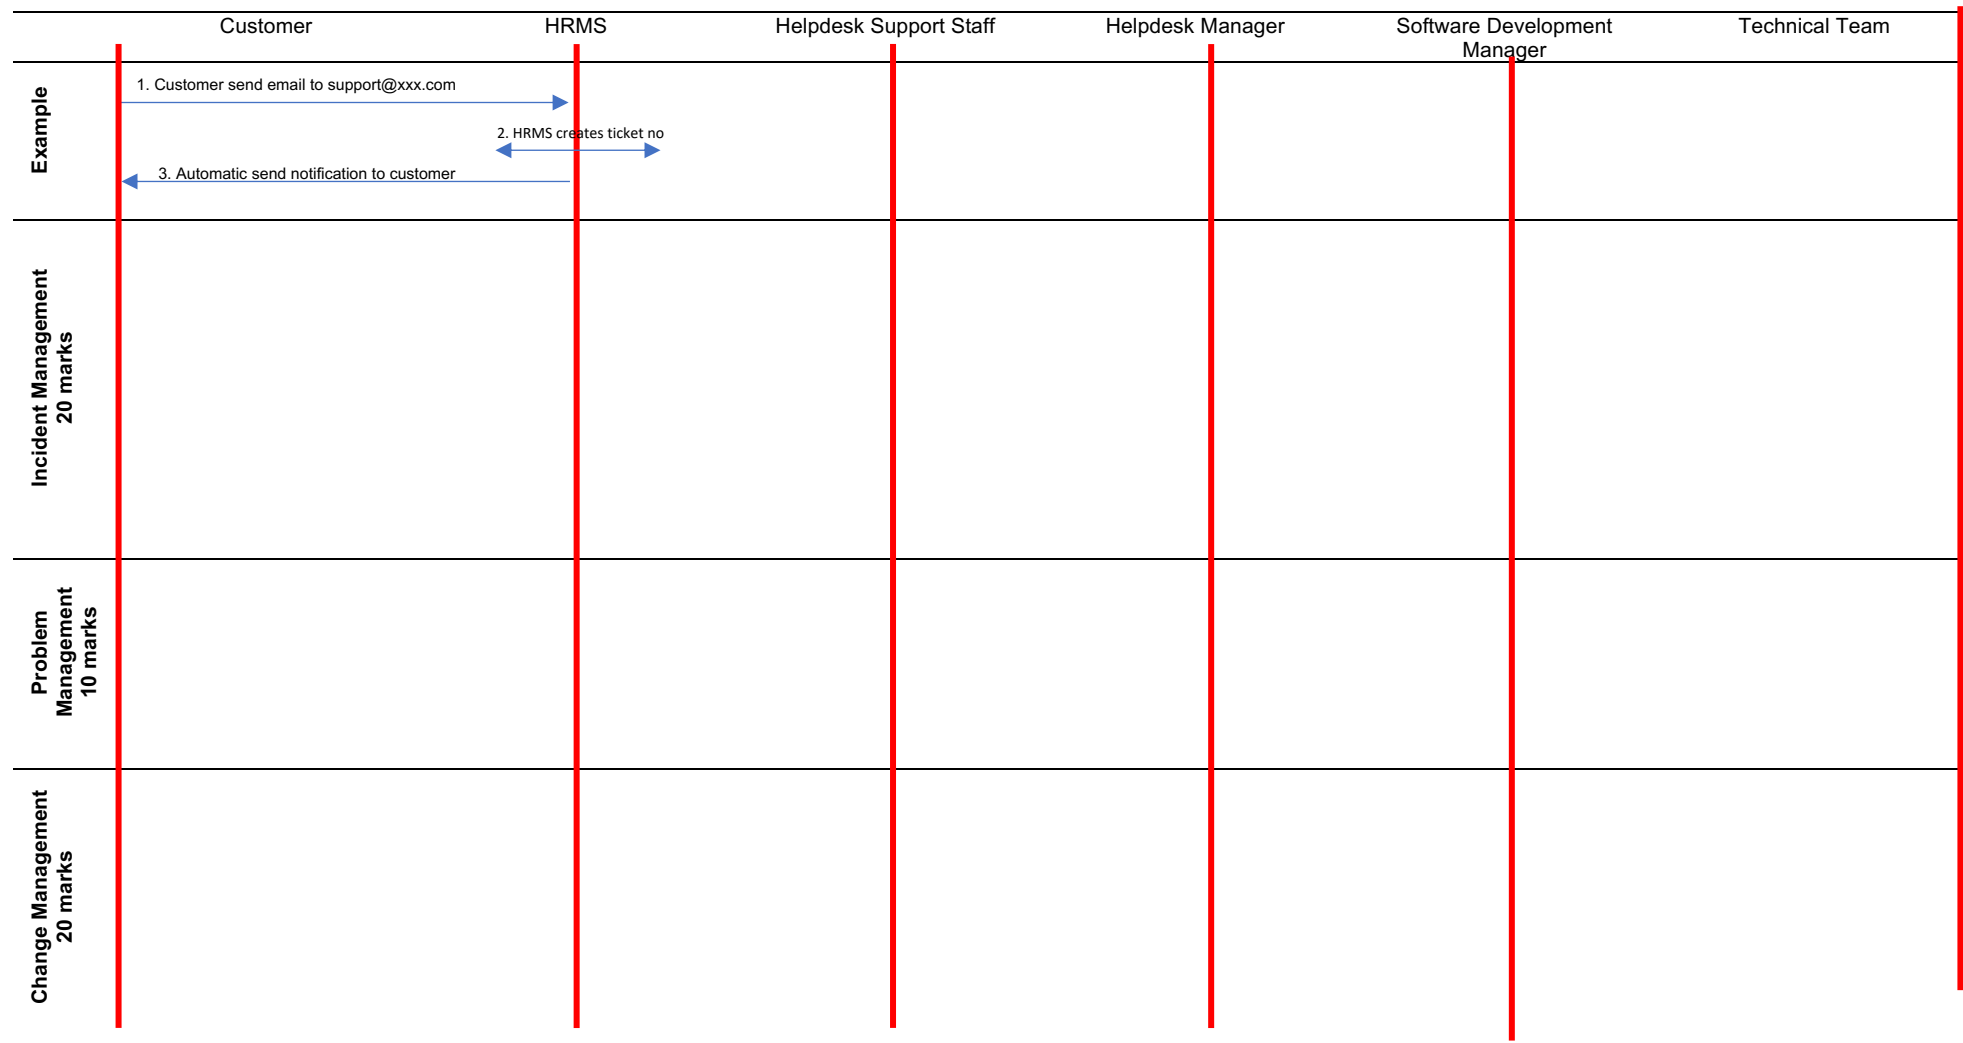 Customer
HRMS
Helpdesk Support Staff
Helpdesk Manager
Software Development
Manager
Technical Team
Example
1. Customer send email to support@xxx.com
2. HRMS creates ticket no
3. Automatic send notification to customer
Incident Management
20 marks
Problem
Management
10 marks
Change Management
20 marks